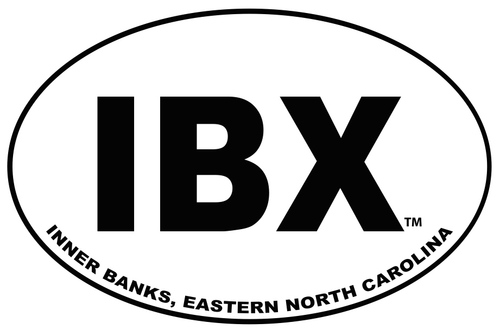 IBX™
INNER BANKS, EASTERN NORTH CAROLINA